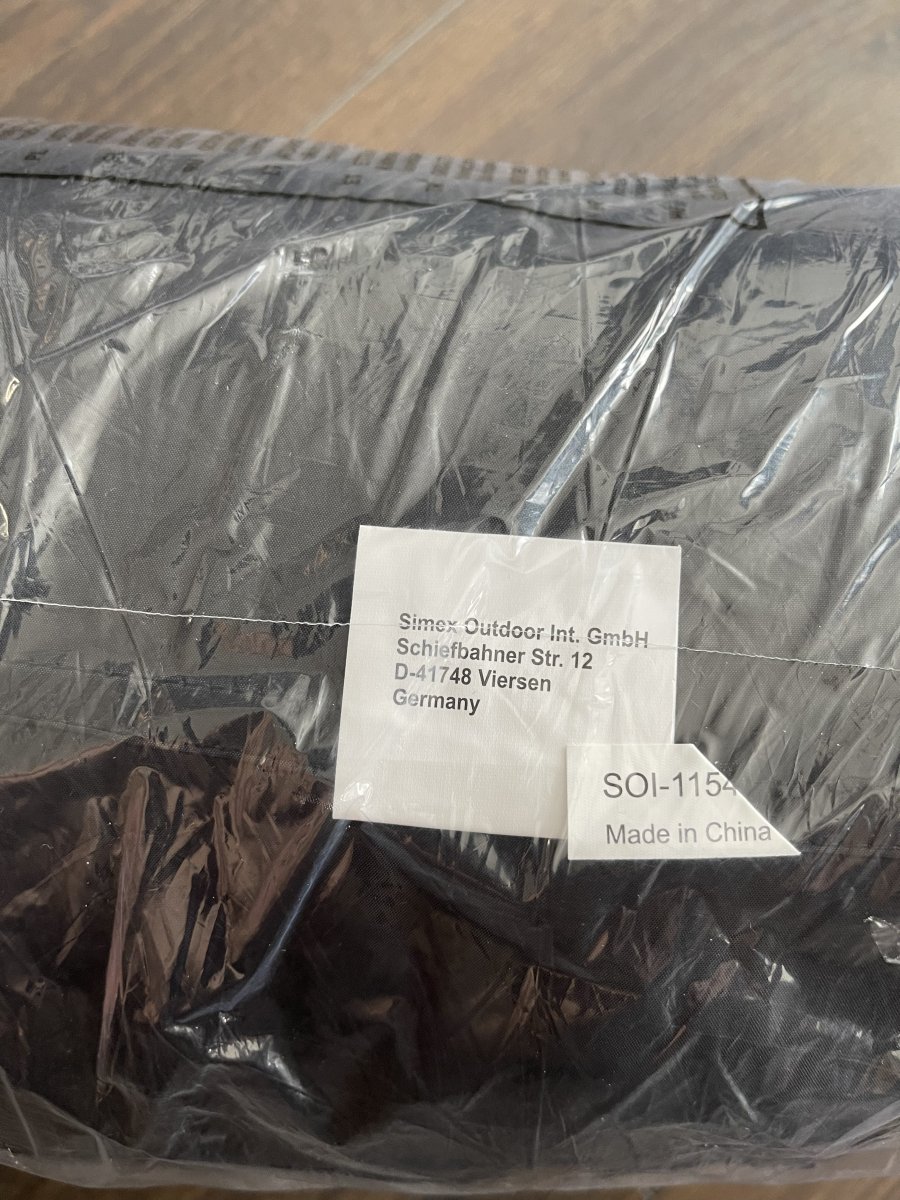 Simex Outdoor Int. GmbH
Schiefbahner Str. 12
D-41748 Viersen
Germany
SOI-1154
Made in China